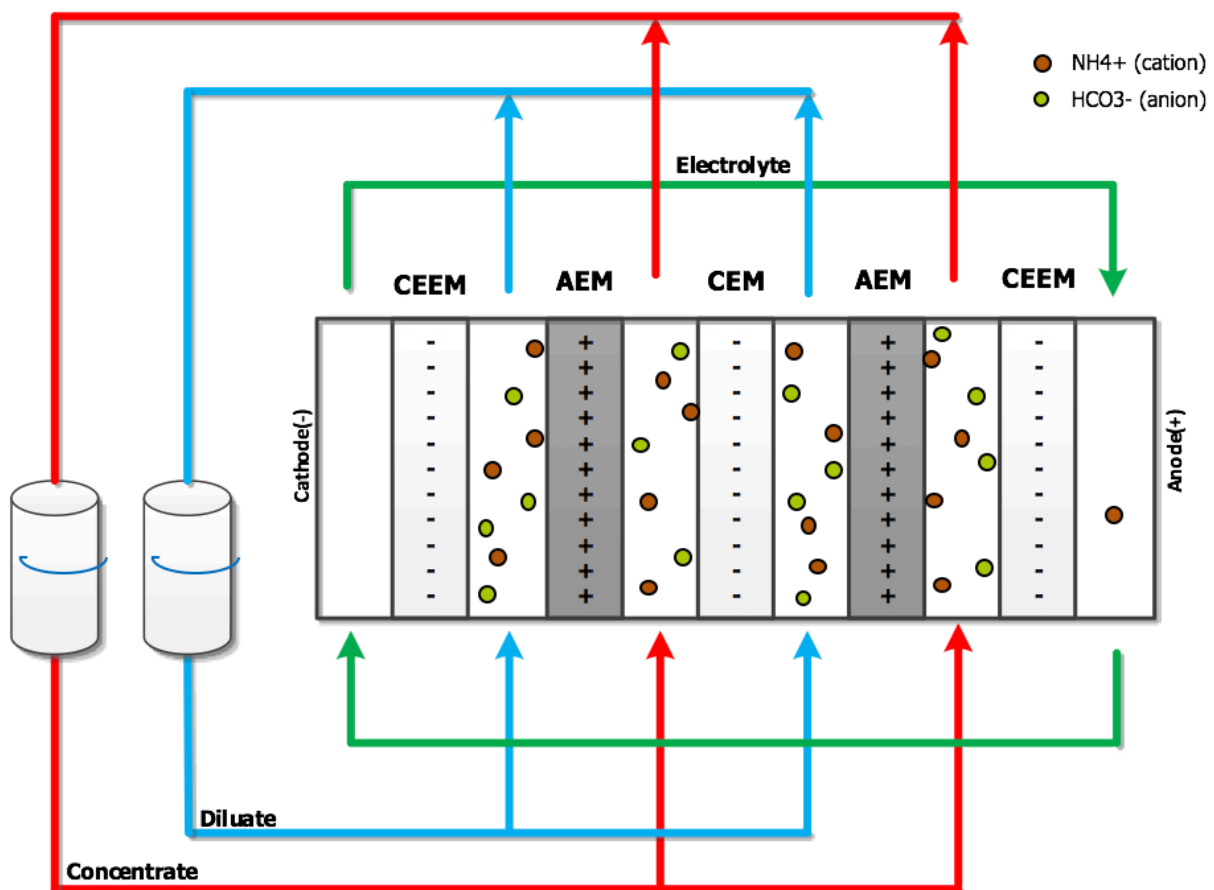 NH4+ (cation)
HCO3- (anion)
Electrolyte
CEEM
AEM
CEM
AEM
CEEM
Cathode(-)
- + - + -
- + - + -
- + - + -
- + - + -
- + - + -
- + - + -
- + - + -
- + - + -
- + - + -
- + - + -
- + - + -
Anode(+)
Diluate
Concentrate